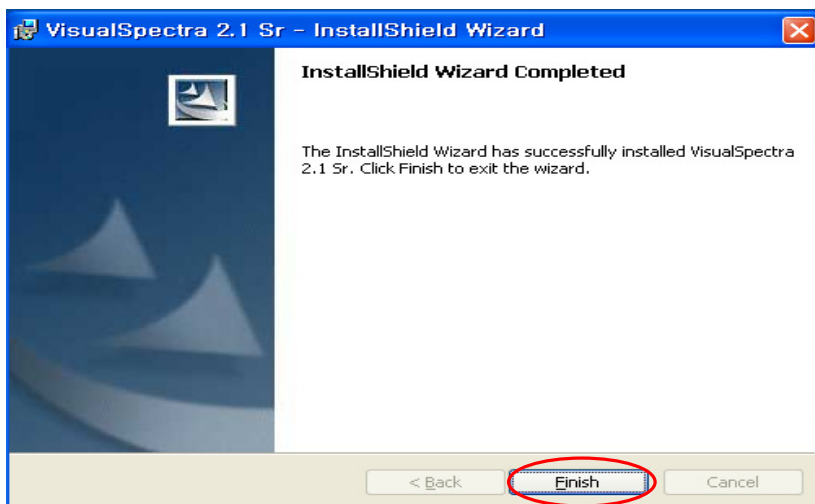 VisualSpectra 2.1 Sr - InstallShield Wizard
InstallShield Wizard Completed
The InstallShield Wizard has successfully installed VisualSpectra
2.1 Sr. Click Finish to exit the wizard.
< Back
Finish
Cancel